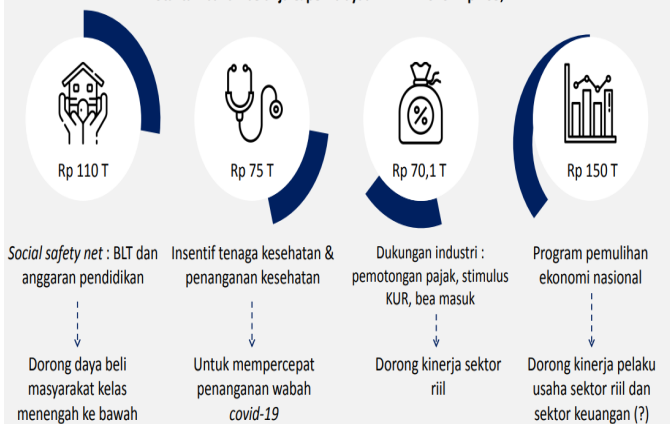 Rp 110 T
Rp 75 T
Rp 70,1 T
%
Rp 150 T
Social safety net : BLT dan
anggaran pendidikan
Insentif tenaga kesehatan &
penanganan kesehatan
Dukungan industri :
pemotongan pajak, stimulus
KUR, bea masuk
Program pemulihan
ekonomi nasional
Dorong daya beli
masyarakat kelas
menengah ke bawah
Untuk mempercepat
penanganan wabah
covid-19
Dorong kinerja sektor
riil
Dorong kinerja pelaku
usaha sektor riil dan
sektor keuangan (?)